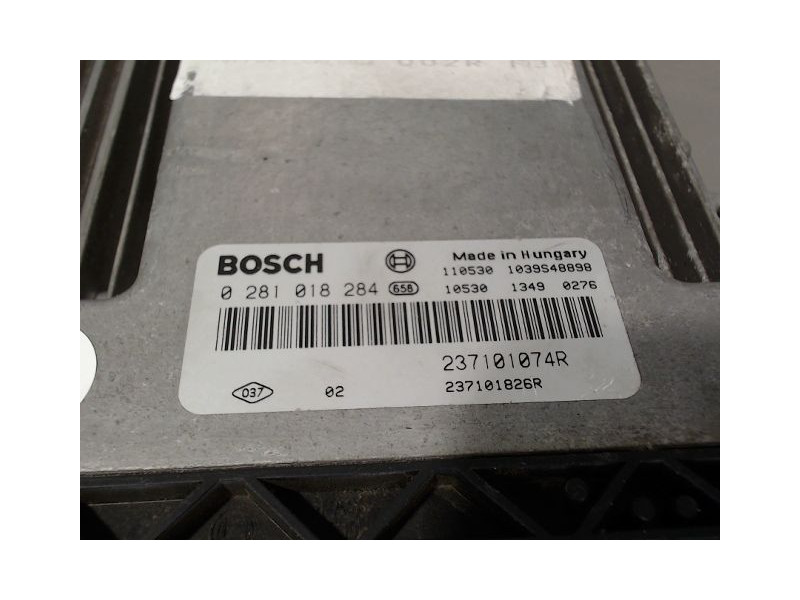 BOSCH Made in Hungary
110530 1039S48898
0 281 018 284 658 10530 1349 0276
237101074R
037 02 237101826R